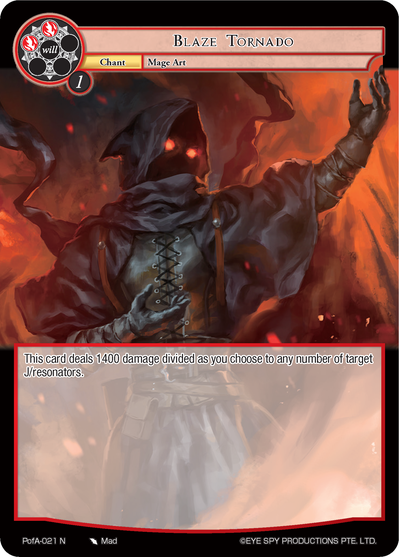 Blaze Tornado
will
1
Chant
Mage Art
This card deals 1400 damage divided as you choose to any number of target
J/resonators.
PofA-021 N
Mad
©EYE SPY PRODUCTIONS PTE. LTD.